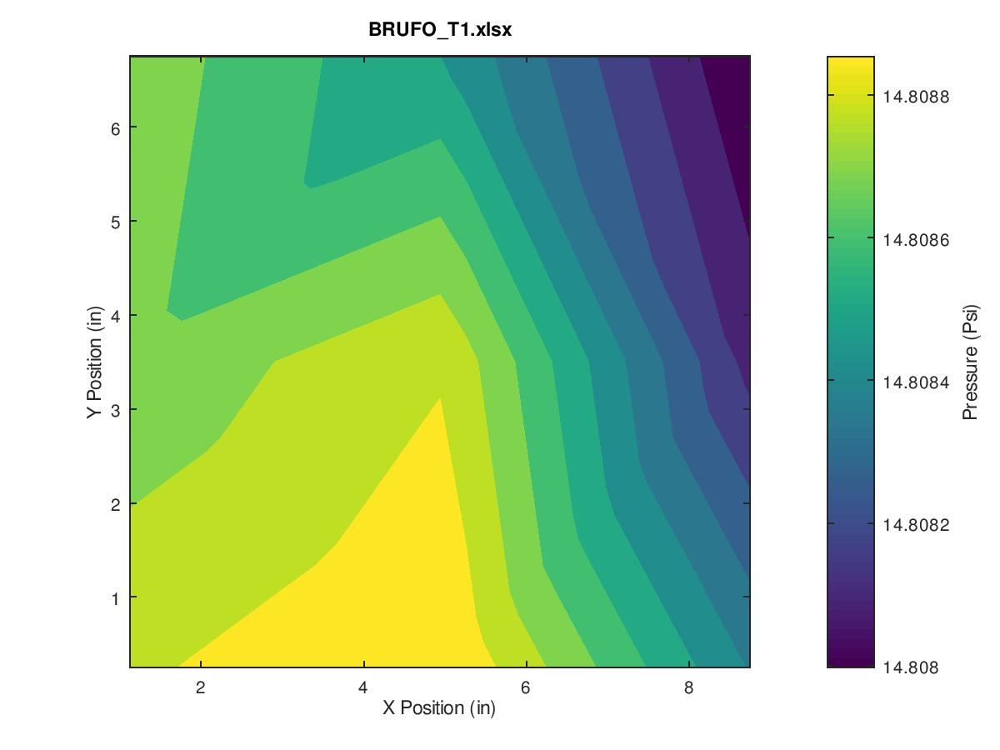 BRUFO_T1.xlsx
6
5
4
3
2
1
Y Position (in)
2 4 6 8
X Position (in)
14.8088
14.8086
14.8084
14.8082
14.808
Pressure (Psi)